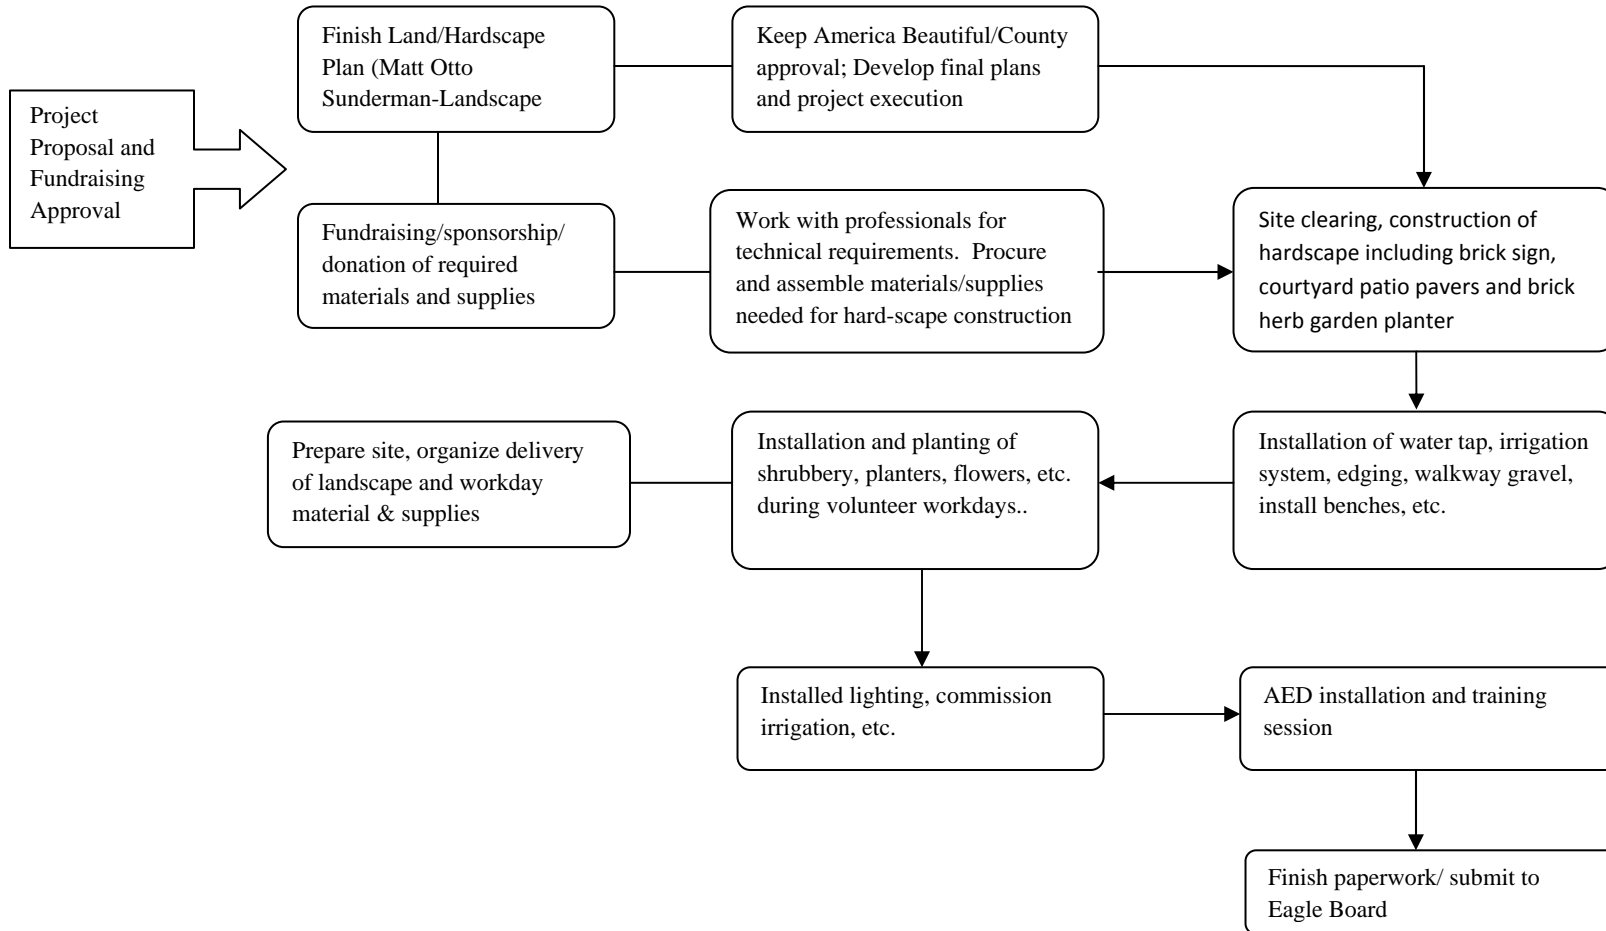 Project
Proposal and
Fundraising
Approval
Finish Land/Hardscape
Plan (Matt Otto
Sunderman-Landscape
Keep America Beautiful/County
approval; Develop final plans
and project execution
Fundraising/sponsorship/
donation of required
materials and supplies
Work with professionals for
technical requirements.  Procure
and assemble materials/supplies
needed for hard-scape construction
Site clearing, construction of
hardscape including brick sign,
courtyard patio pavers and brick
herb garden planter
Prepare site, organize delivery
of landscape and workday
material & supplies
Installation and planting of
shrubbery, planters, flowers, etc.
during volunteer workdays..
Installation of water tap, irrigation
system, edging, walkway gravel,
install benches, etc.
Installed lighting, commission
irrigation, etc.
AED installation and training
session
Finish paperwork/ submit to
Eagle Board